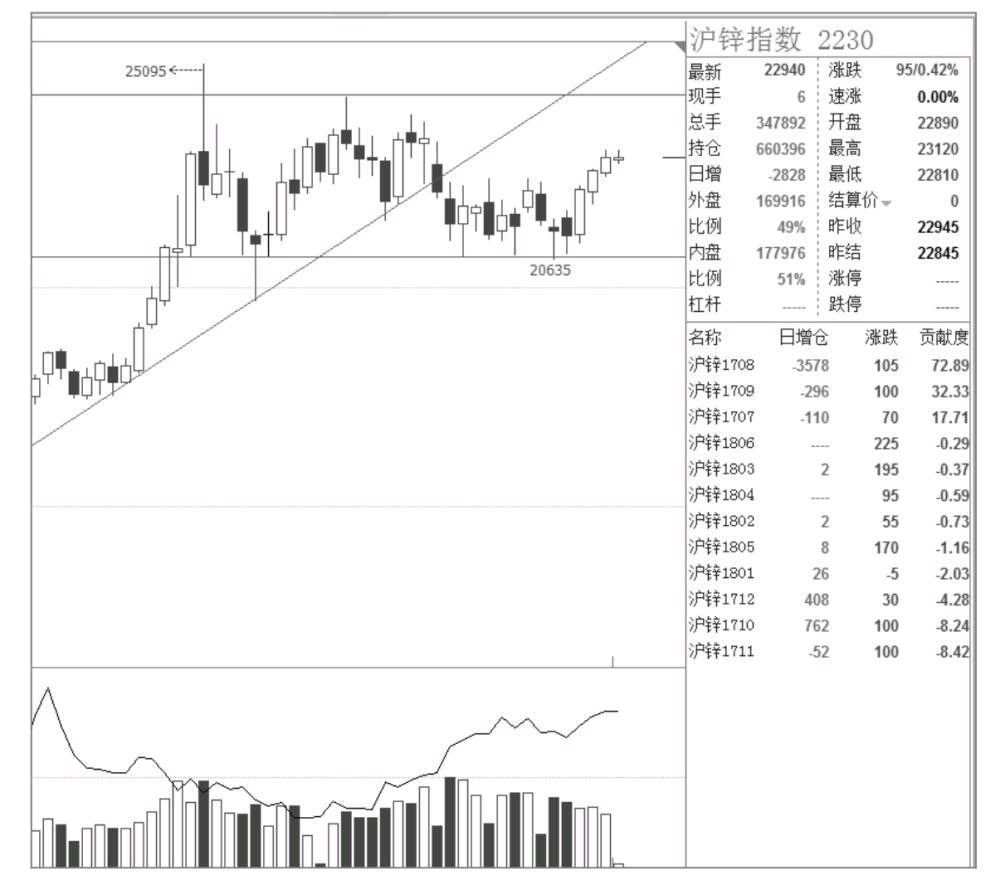 沪锌指数 2230
25095
最新 22940 涨跌 95/0.42%
现手 6 速涨 0.00%
总手 347892 开盘 22890
持仓 660396 最高 23120
日增 -2828 最低 22810
外盘 169916 结算价 0
比例 49% 昨收 22945
内盘 177976 昨结 22845
20635
比例 51% 涨停 -----
杠杆 ----- 跌停 -----
名称 日增仓 涨跌 贡献度
沪锌1708 -3578 105 72.89
沪锌1709 -296 100 32.33
沪锌1707 -110 70 17.71
沪锌1806 ---- 225 -0.29
沪锌1803 2 195 -0.37
沪锌1804 ---- 95 -0.59
沪锌1802 2 55 -0.73
沪锌1805 8 170 -1.16
沪锌1801 26 -5 -2.03
沪锌1712 408 30 -4.28
沪锌1710 762 100 -8.24
沪锌1711 -52 100 -8.42